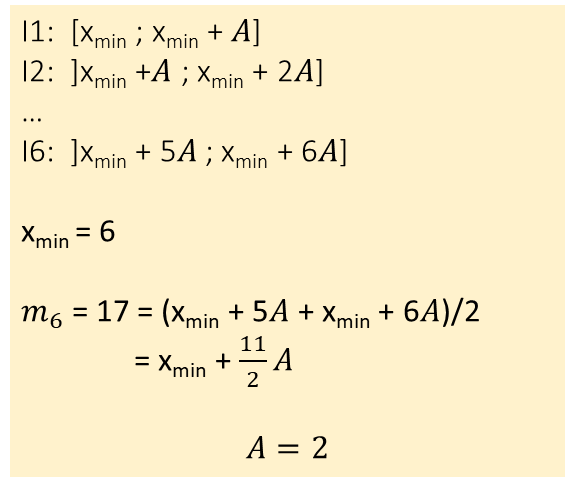 I1: [xmin ; xmin + A]
I2: ]xmin +A ; xmin + 2A]
...
I6: ]xmin + 5A ; xmin + 6A]
xmin = 6
m6 = 17 = (xmin + 5A + xmin + 6A)/2
= xmin + 11/2 A
A = 2